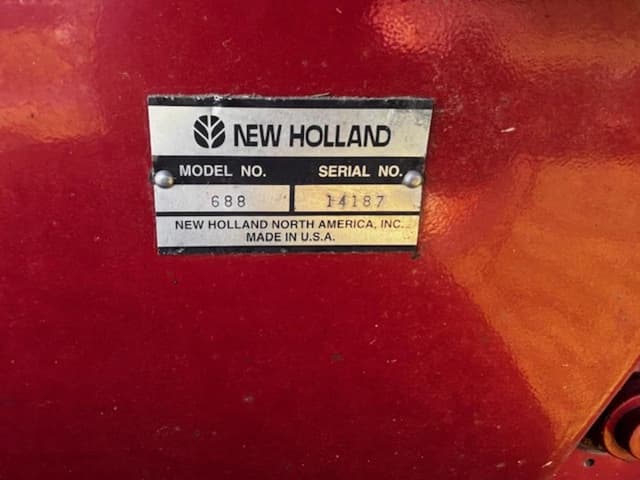 NEW HOLLAND
MODEL NO. SERIAL NO.
688 14187
NEW HOLLAND NORTH AMERICA, INC.
MADE IN U.S.A.